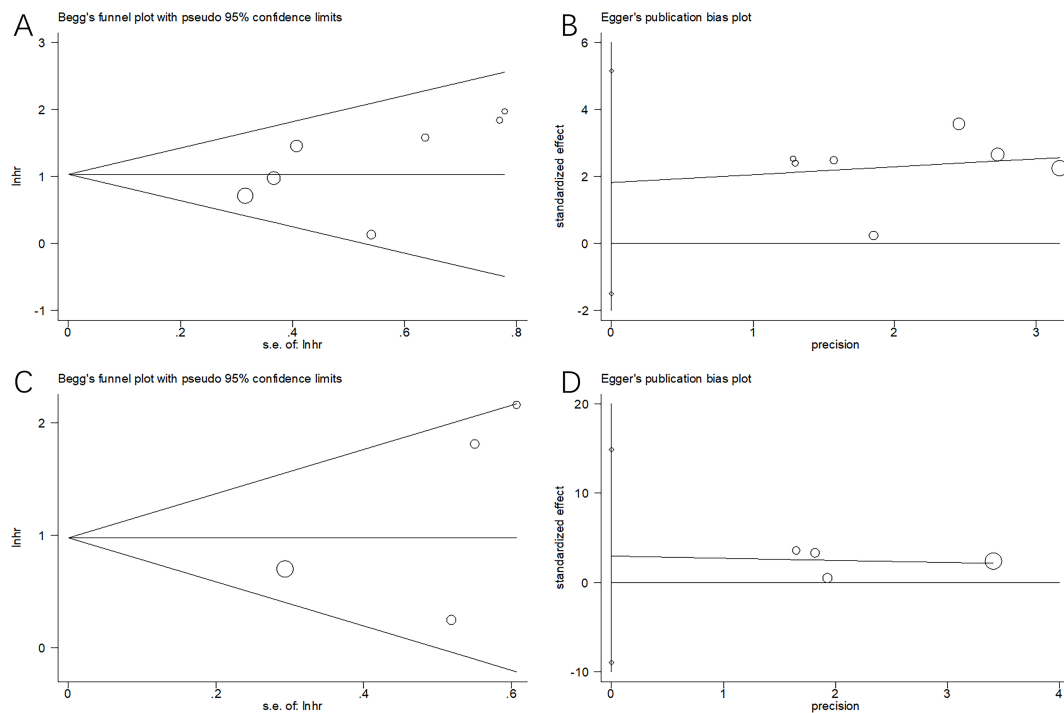 A
Begg's funnel plot with pseudo 95% confidence limits
3
2
1
0
-1
lnhr
0
.2
.4
.6
.8
s.e. of: lnhr
B
Egger's publication bias plot
6
4
2
0
-2
standardized effect
0
1
2
3
precision
C
Begg's funnel plot with pseudo 95% confidence limits
2
1
0
lnhr
0
.2
.4
.6
s.e. of: lnhr
D
Egger's publication bias plot
20
10
0
-10
standardized effect
0
1
2
3
4
precision